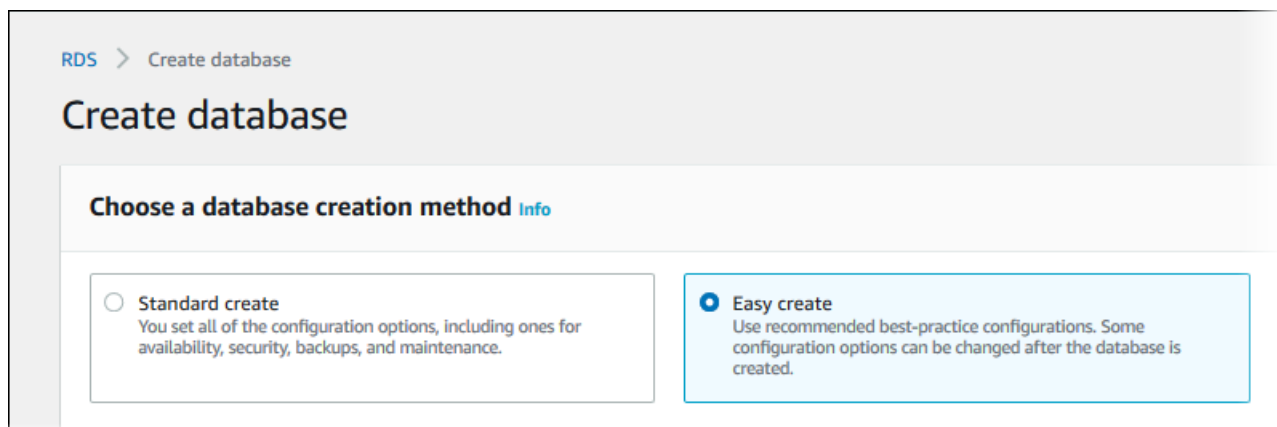 RDS > Create database
Create database
Choose a database creation method Info
Standard create
You set all of the configuration options, including ones for
availability, security, backups, and maintenance.
Easy create
Use recommended best-practice configurations. Some
configuration options can be changed after the database is
created.